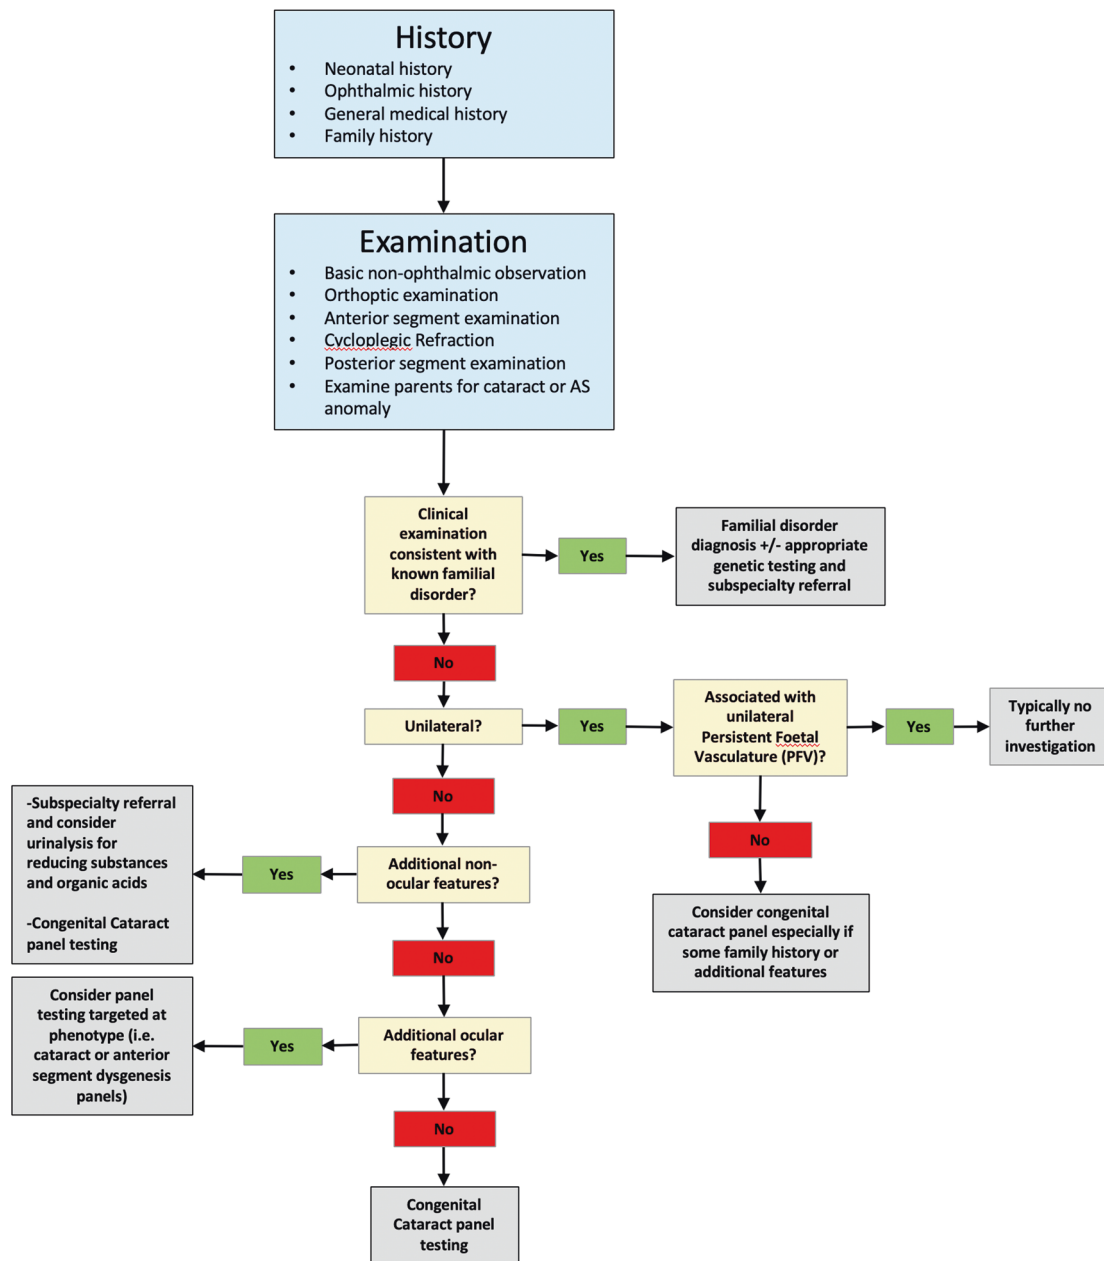 History
• Neonatal history
• Ophthalmic history
• General medical history
• Family history
Examination
• Basic non-ophthalmic observation
• Orthoptic examination
• Anterior segment examination
• Cycloplegic Refraction
• Posterior segment examination
• Examine parents for cataract or AS
anomaly
Clinical
examination
consistent with
known familial
disorder?
Yes
Familial disorder
diagnosis +/- appropriate
genetic testing and
subspecialty referral
No
Unilateral?
Yes
Associated with
unilateral
Persistent Foetal
Vasculature (PFV)?
Yes
Typically no
further
investigation
No
Consider congenital
cataract panel especially if
some family history or
additional features
No
Additional non-
ocular features?
Yes
-Subspecialty referral
and consider
urinalysis for
reducing substances
and organic acids
-Congenital Cataract
panel testing
No
Additional ocular
features?
Yes
Consider panel
testing targeted at
phenotype (i.e.
cataract or anterior
segment dysgenesis
panels)
No
Congenital
Cataract panel
testing